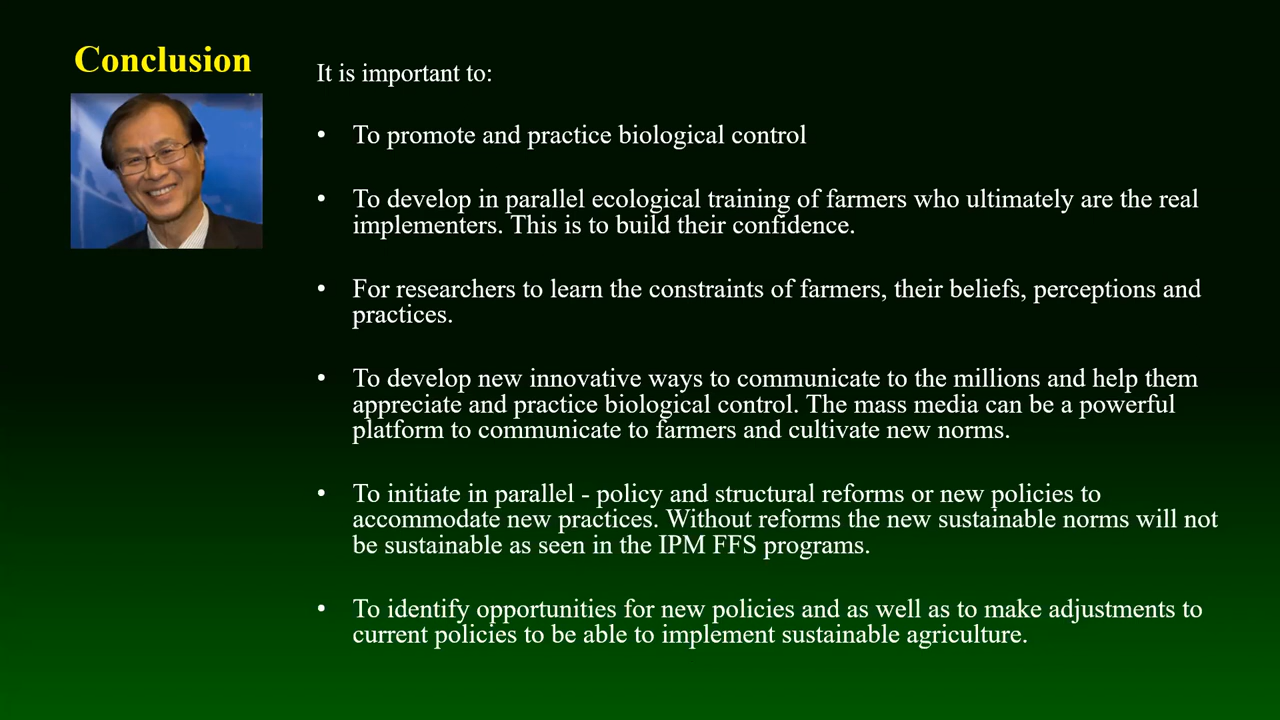 Conclusion
It is important to:
• To promote and practice biological control
• To develop in parallel ecological training of farmers who ultimately are the real
implementers. This is to build their confidence.
• For researchers to learn the constraints of farmers, their beliefs, perceptions and
practices.
• To develop new innovative ways to communicate to the millions and help them
appreciate and practice biological control. The mass media can be a powerful
platform to communicate to farmers and cultivate new norms.
• To initiate in parallel - policy and structural reforms or new policies to
accommodate new practices. Without reforms the new sustainable norms will not
be sustainable as seen in the IPM FFS programs.
• To identify opportunities for new policies and as well as to make adjustments to
current policies to be able to implement sustainable agriculture.